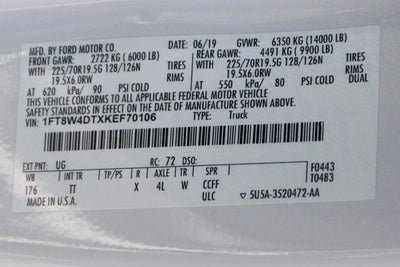 MFD. BY FORD MOTOR CO.
DATE: 06/19 GVWR: 6350 KG (14000 LB)
FRONT GAWR: 2722 KG (6000 LB) REAR GAWR: 4491 KG (9900 LB)
WITH 225/70R19.5G 128/126N TIRES WITH 225/70R19.5G 128/126N TIRES
19.5X6.0RW RIMS 19.5X6.0RW RIMS
AT 620 kPa/ 90 PSI COLD AT 550 kPa/ 80 PSI COLD DUAL
THIS VEHICLE CONFORMS TO ALL APPLICABLE FEDERAL MOTOR VEHICLE
SAFETY STANDARDS IN EFFECT ON THE DATE OF MANUFACTURE SHOWN ABOVE.
VIN: 1FT8W4DTXKEF70106 TYPE: Truck
EXT PNT: UG RC: 72 DSO: F0443
WB INT TR TP/PS R AXLE TR SPR T0483
176 TT X 4L W CCFF
MADE IN U.S.A. ULC 5U5A-3520472-AA